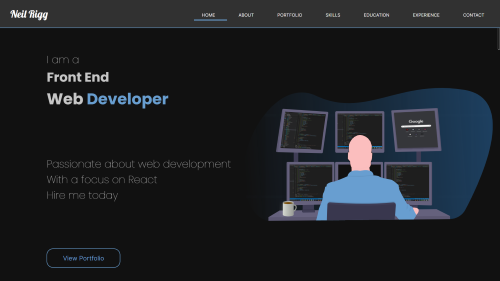 Neil Rigg
HOME
ABOUT
PORTFOLIO
SKILLS
EDUCATION
EXPERIENCE
CONTACT
I am a
Front End
Web Developer
Google
Passionate about web development
With a focus on React
Hire me today
View Portfolio